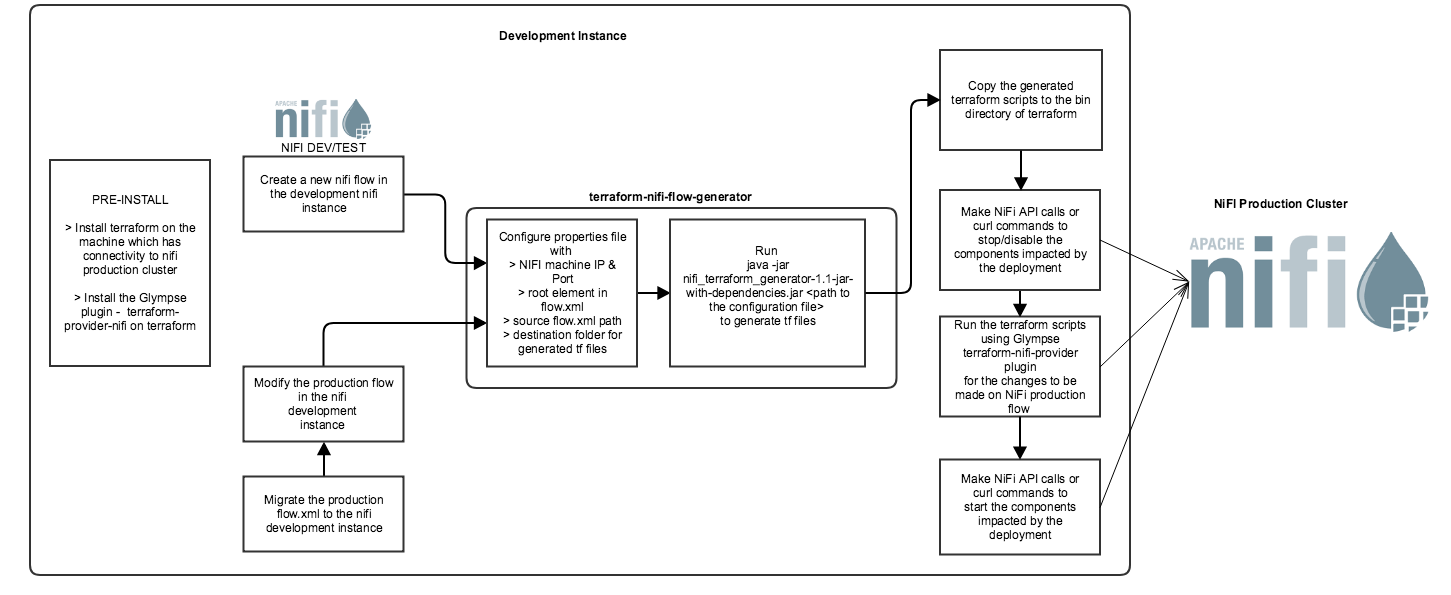 Development Instance
APACHE
nifi
NIFI DEV/TEST
PRE-INSTALL
> Install terraform on the
machine which has
connectivity to nifi
production cluster
> Install the Glympse
plugin - terraform-
provider-nifi on terraform
Create a new nifi flow in
the development nifi
instance
Modify the production flow
in the nifi
development
instance
Migrate the production
flow.xml to the nifi
development instance
terraform-nifi-flow-generator
Configure properties file
with
> NIFI machine IP &
Port
> root element in
flow.xml
> source flow.xml path
> destination folder for
generated tf files
Run
java -jar
nifi_terraform_generator-1.1-jar-
with-dependencies.jar <path to
the configuration file>
to generate tf files
Copy the generated
terraform scripts to the bin
directory of terraform
Make NiFi API calls or
curl commands to
stop/disable the
components impacted by
the deployment
Run the terraform scripts
using Glympse
terraform-nifi-provider
plugin
for the changes to be
made on NiFi production
flow
Make NiFi API calls or
curl commands to
start the components
impacted by the
deployment
NiFI Production Cluster
APACHE
nifi